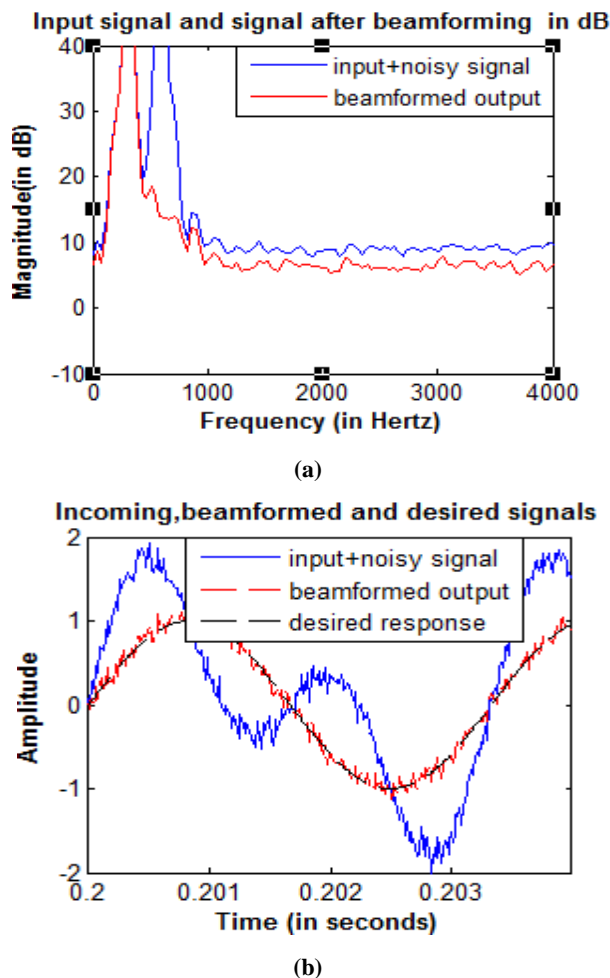 Input signal and signal after beamforming in dB
40
30
20
10
0
-10
Magnitude(in dB)
input+noisy signal
beamformed output
0 1000 2000 3000 4000
Frequency (in Hertz)
(a)
Incoming,beamformed and desired signals
2
1
0
-1
-2
Amplitude
input+noisy signal
beamformed output
desired response
0.2 0.201 0.202 0.203
Time (in seconds)
(b)